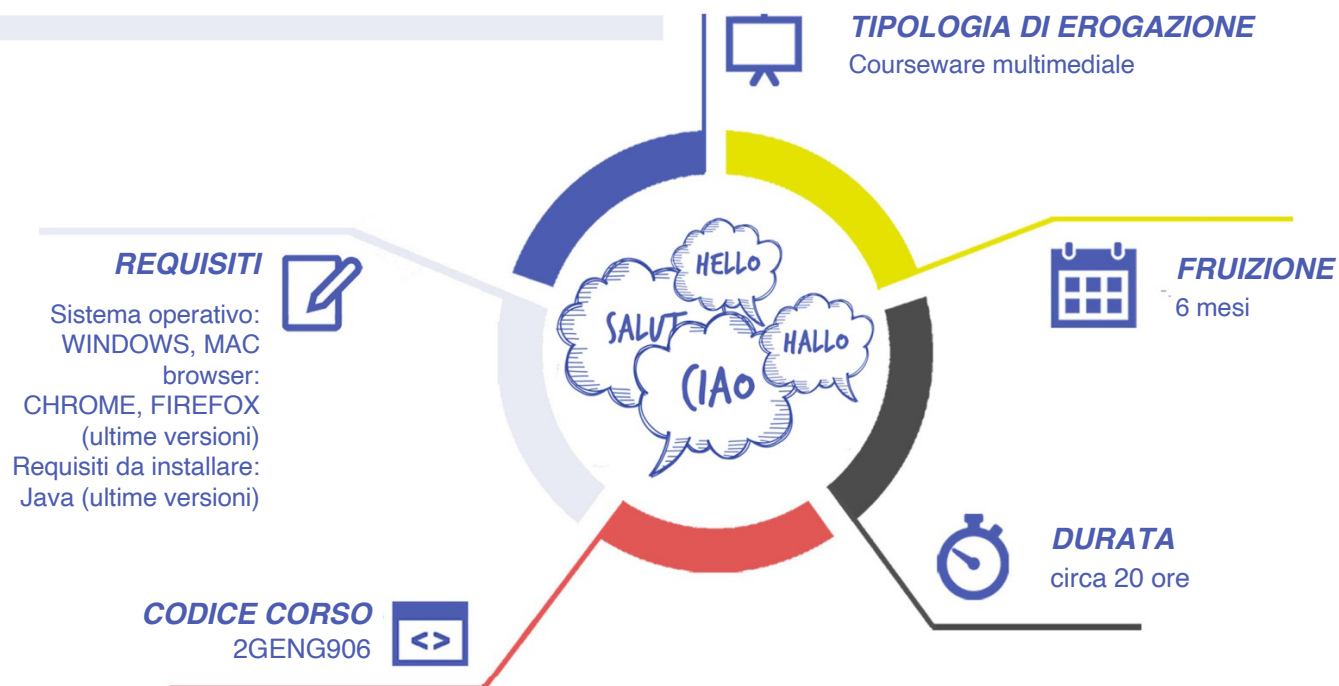 TIPOLOGIA DI EROGAZIONE
Courseware multimediale
REQUISITI
Sistema operativo:
WINDOWS, MAC
browser:
CHROME, FIREFOX
(ultime versioni)
Requisiti da installare:
Java (ultime versioni)
HELLO
SALUT
HALLO
CIAO
FRUIZIONE
6 mesi
DURATA
circa 20 ore
CODICE CORSO
2GENG906
<>